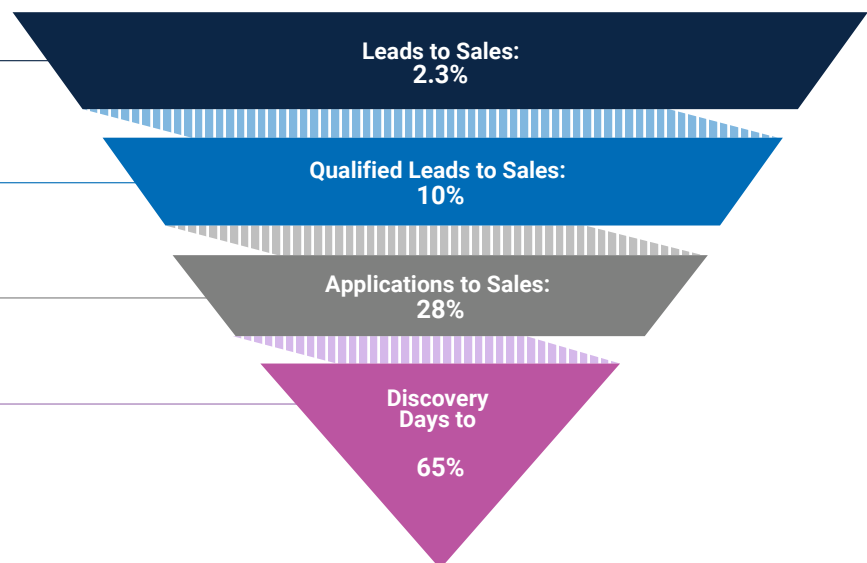 Leads to Sales:
2.3%
Qualified Leads to Sales:
10%
Applications to Sales:
28%
Discovery
Days to
65%